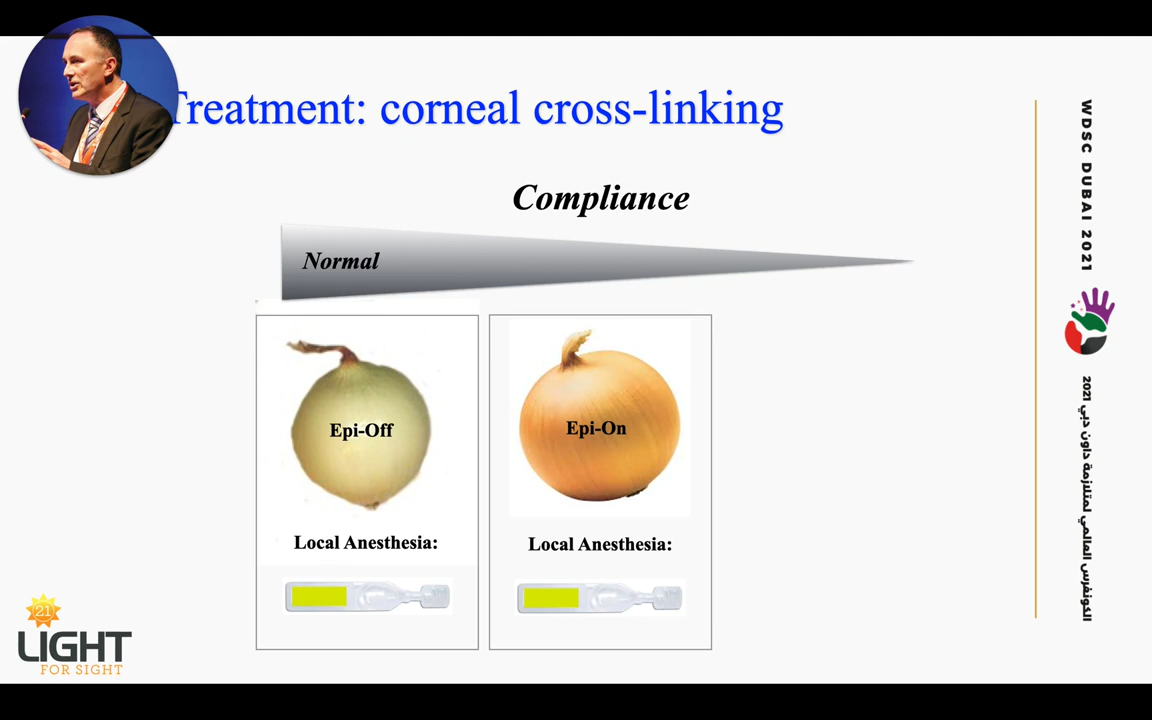 Treatment: corneal cross-linking
Compliance
Normal
Epi-Off
Epi-On
Local Anesthesia:
Local Anesthesia:
21
LIGHT
FOR SIGHT
WDSC DUBAI 2021
الكونغرس العالمي لمتلازمة داون دبي 2021